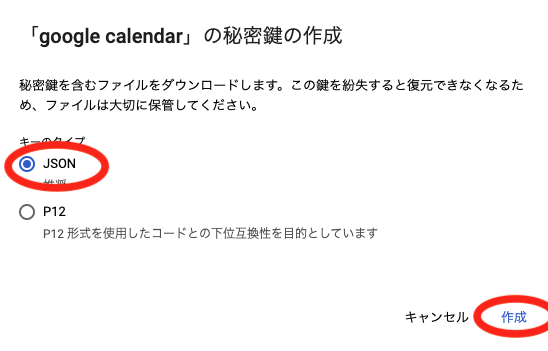 「google calendar」の秘密鍵の作成
秘密鍵を含むファイルをダウンロードします。この鍵を紛失すると復元できなくなるた
め、ファイルは大切に保管してください。
キーのタイプ
JSON
推奨
P12
P12 形式を使用したコードとの下位互換性を目的としています
キャンセル
作成